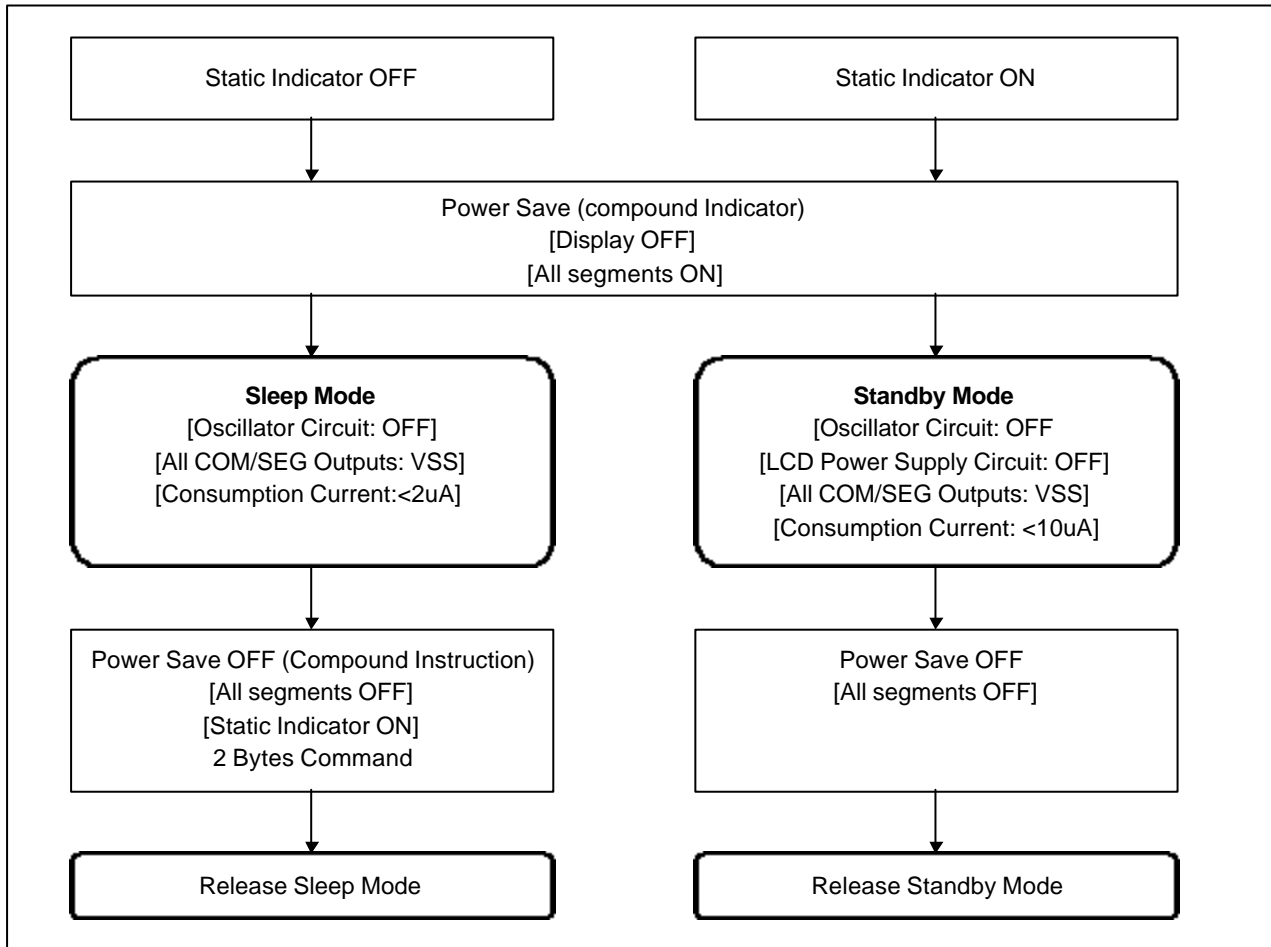 Static Indicator OFF
Static Indicator ON
Power Save (compound Indicator)
[Display OFF]
[All segments ON]
Sleep Mode
[Oscillator Circuit: OFF]
[All COM/SEG Outputs: VSS]
[Consumption Current:<2uA]
Standby Mode
[Oscillator Circuit: OFF
[LCD Power Supply Circuit: OFF]
[All COM/SEG Outputs: VSS]
[Consumption Current: <10uA]
Power Save OFF (Compound Instruction)
[All segments OFF]
[Static Indicator ON]
2 Bytes Command
Power Save OFF
[All segments OFF]
Release Sleep Mode
Release Standby Mode